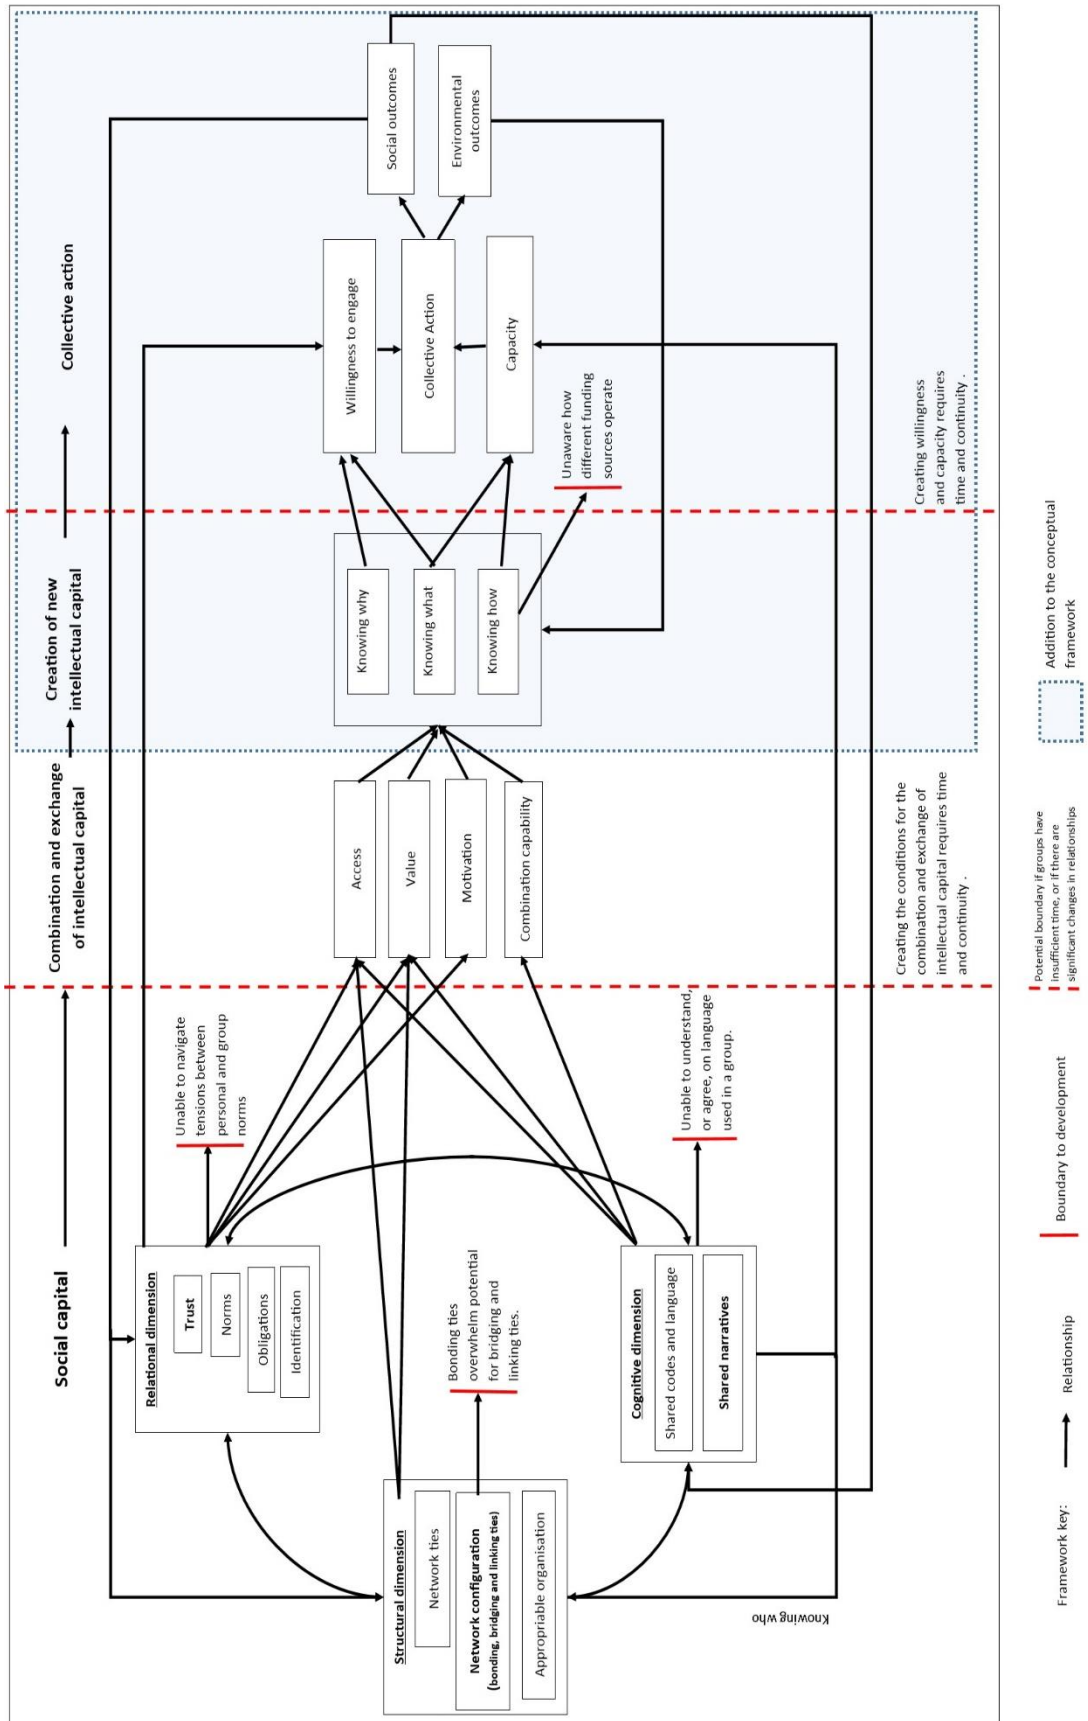 Social capital
Combination and exchange
of intellectual capital
Creation of new
intellectual capital
Collective action
Relational dimension
Trust
Norms
Obligations
Identification
Unable to navigate
tensions between
personal and group
norms
Structural dimension
Network ties
Network configuration
(bonding, bridging and linking ties)
Appropriable organisation
Bonding ties
overwhelm potential
for bridging and
linking ties.
Cognitive dimension
Shared codes and language
Shared narratives
Unable to understand,
or agree, on language
used in a group.
Knowing who
Access
Value
Motivation
Combination capability
Knowing why
Knowing what
Knowing how
Unaware how
different funding
sources operate
Willingness to engage
Collective Action
Capacity
Social outcomes
Environmental
outcomes
Creating the conditions for the
combination and exchange of
intellectual capital requires time
and continuity .
Creating willingness
and capacity requires
time and continuity .
Framework key:
Relationship
Boundary to development
Potential boundary if groups have
insufficient time, or if there are
significant changes in relationships
Addition to the conceptual
framework